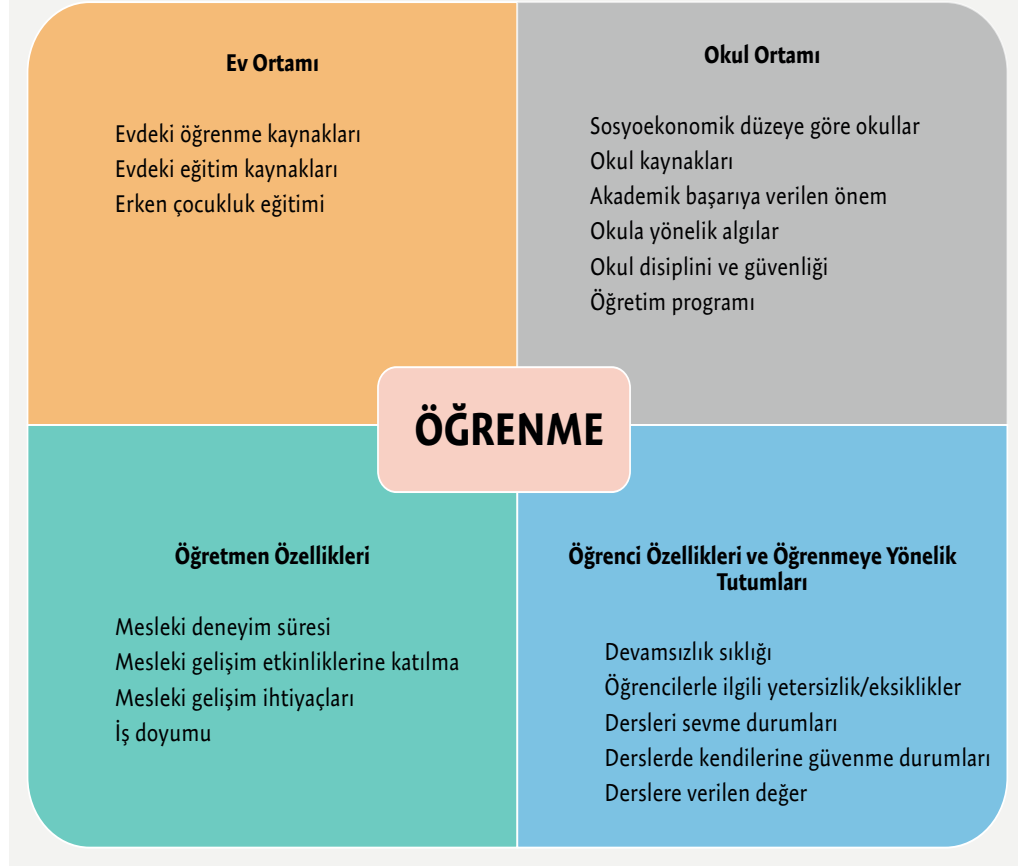 Ev Ortamı
Evdeki öğrenme kaynakları
Evdeki eğitim kaynakları
Erken çocukluk eğitimi
Okul Ortamı
Sosyoekonomik düzeye göre okullar
Okul kaynakları
Akademik başarıya verilen önem
Okula yönelik algılar
Okul disiplini ve güvenliği
Öğretim programı
ÖĞRENME
Öğretmen Özellikleri
Mesleki deneyim süresi
Mesleki gelişim etkinliklerine katılma
Mesleki gelişim ihtiyaçları
İş doyumu
Öğrenci Özellikleri ve Öğrenmeye Yönelik
Tutumları
Devamsızlık sıklığı
Öğrencilerle ilgili yetersizlik/eksiklikler
Dersleri sevme durumları
Derslerde kendilerine güvenme durumları
Derslere verilen değer